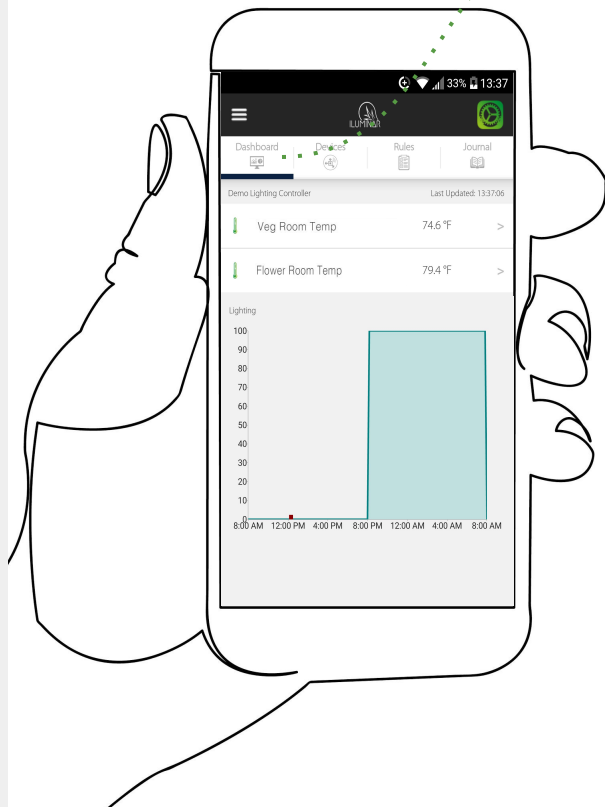 33% 13:37
ILUMINAR
Dashboard Devices Rules Journal
Demo Lighting Controller Last Updated: 13:37:06
Veg Room Temp 74.6 °F >
Flower Room Temp 79.4 °F >
Lighting
100
90
80
70
60
50
40
30
20
10
0
8:00 AM 12:00 PM 4:00 PM 8:00 PM 12:00 AM 4:00 AM 8:00 AM